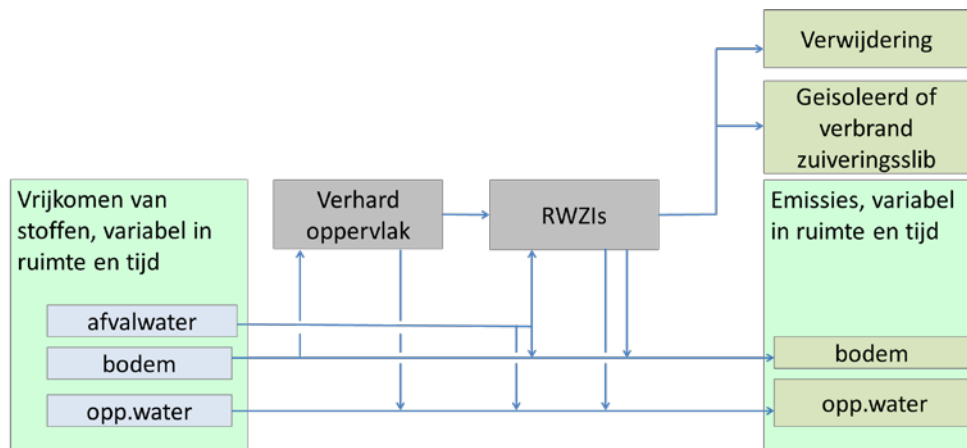 Verwijdering
Geisoleerd of
verbrand
zuiveringsslib
Vrijkomen van
stoffen, variabel in
ruimte en tijd
Verhard
oppervlak
RWZIs
Emissies, variabel
in ruimte en tijd
afvalwater
bodem
opp.water
bodem
opp.water